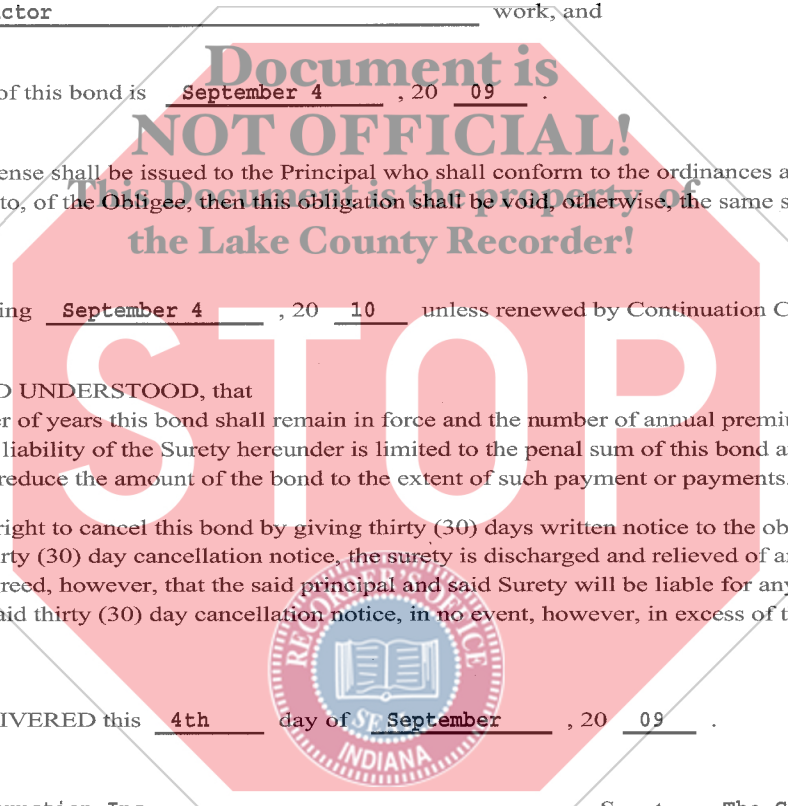 ctor work, and
Document is
of this bond is September 4 , 20 09 .
NOT OFFICIAL!
ense shall be issued to the Principal who shall conform to the ordinances a
This Document is the property of
to, of the Obligee, then this obligation shall be void, otherwise, the same s
the Lake County Recorder!
ing September 4 , 20 10 unless renewed by Continuation C
STOP
D UNDERSTOOD, that
er of years this bond shall remain in force and the number of annual premiu
liability of the Surety hereunder is limited to the penal sum of this bond a
reduce the amount of the bond to the extent of such payment or payments.
right to cancel this bond by giving thirty (30) days written notice to the ob
rty (30) day cancellation notice, the surety is discharged and relieved of a
reed, however, that the said principal and said Surety will be liable for any
aid thirty (30) day cancellation notice, in no event, however, in excess of t
RECORDER'S OFFICE
SEAL
INDIANA
IVERED this 4th day of September , 20 09 .